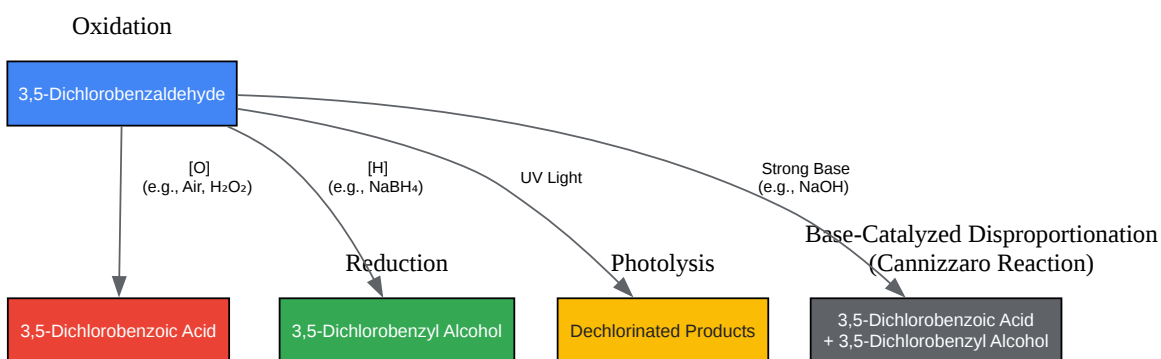 Oxidation
3,5-Dichlorobenzaldehyde
[O]
(e.g., Air, H₂O₂)
[H]
(e.g., NaBH₄)
UV Light
Strong Base
(e.g., NaOH)
Reduction
Photolysis
Base-Catalyzed Disproportionation
(Cannizzaro Reaction)
3,5-Dichlorobenzoic Acid
3,5-Dichlorobenzyl Alcohol
Dechlorinated Products
3,5-Dichlorobenzoic Acid
+ 3,5-Dichlorobenzyl Alcohol